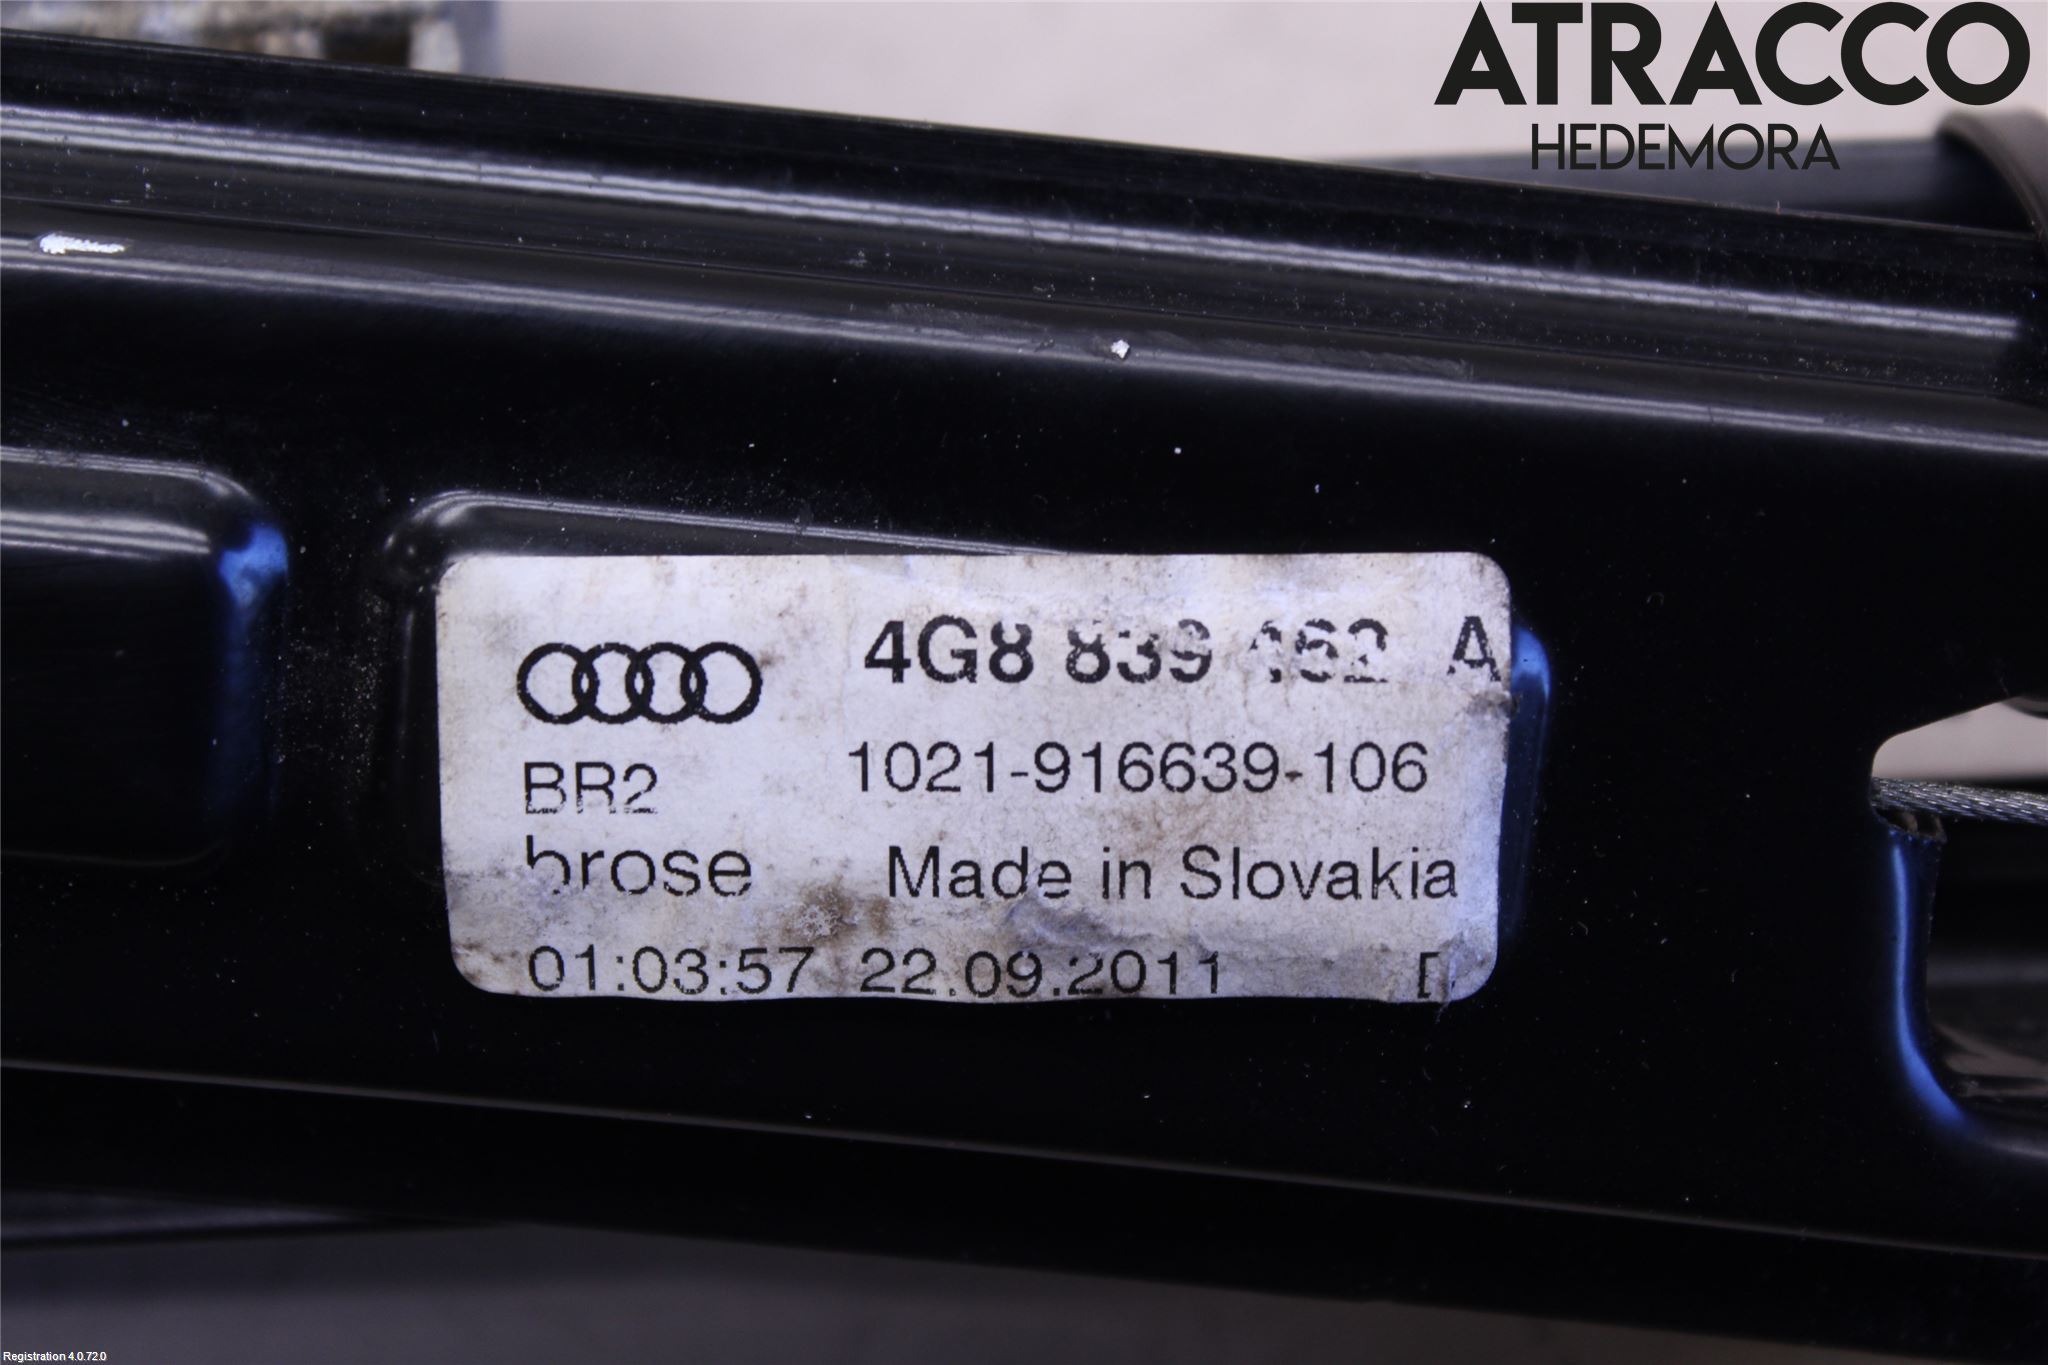 ATRACCO
HEDEMORA
4G8 839 462 A
BR2
1021-916639-106
brose
Made in Slovakia
01:03:57 22.09.2011
Registration 4.0.72.0